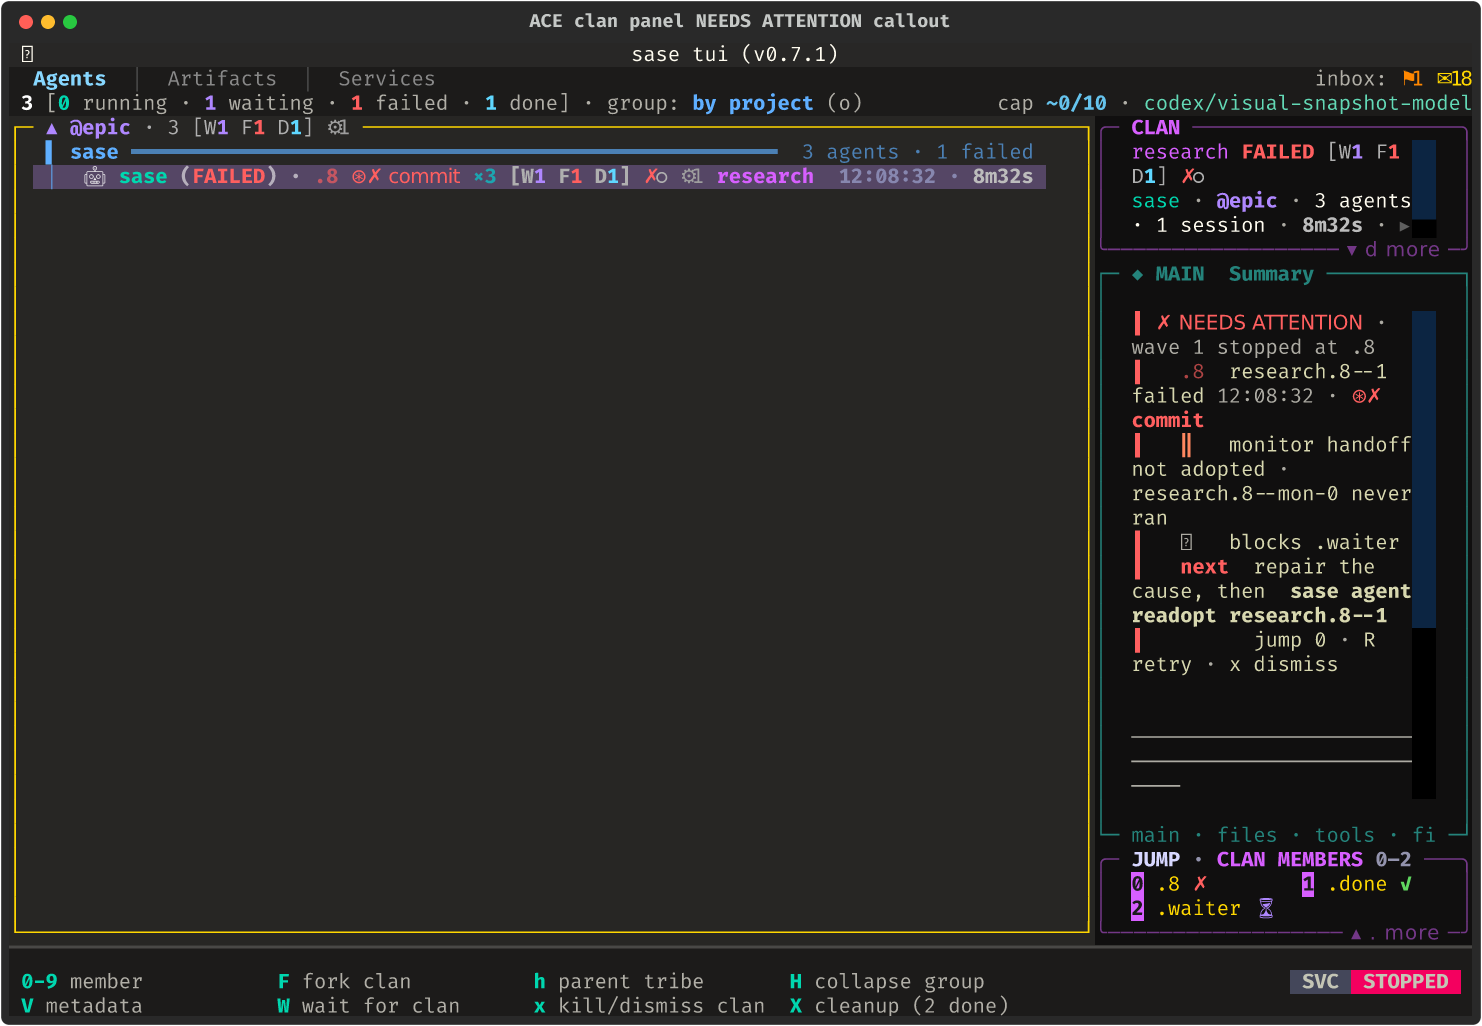 ACE clan panel NEEDS ATTENTION callout
sase tui (v0.7.1)
Agents │ Artifacts │ Services
inbox: ⚑1 ✉18
3 [0 running · 1 waiting · 1 failed · 1 done] · group: by project (o)
cap ~0/10 · codex/visual-snapshot-model
▲ @epic · 3 [W1 F1 D1] ⚙1
sase 3 agents · 1 failed
🤖 sase (FAILED) · .8 ⊛✗ commit ×3 [W1 F1 D1] ✗○ ⚙1 research 12:08:32 · 8m32s
CLAN
research FAILED [W1 F1
D1] ✗○
sase · @epic · 3 agents
· 1 session · 8m32s · ▶
▼ d more
◆ MAIN Summary
✗ NEEDS ATTENTION ·
wave 1 stopped at .8
.8 research.8--1
failed 12:08:32 · ⊛✗
commit
‖ monitor handoff
not adopted ·
research.8--mon-0 never
ran
blocks .waiter
next repair the
cause, then sase agent
readopt research.8--1
jump 0 · R
retry · x dismiss
main · files · tools · fi
JUMP · CLAN MEMBERS 0–2
0 .8 ✗ 1 .done √
2 .waiter ⌛
▲ . more
0-9 member F fork clan h parent tribe H collapse group
V metadata W wait for clan x kill/dismiss clan X cleanup (2 done)
SVC STOPPED